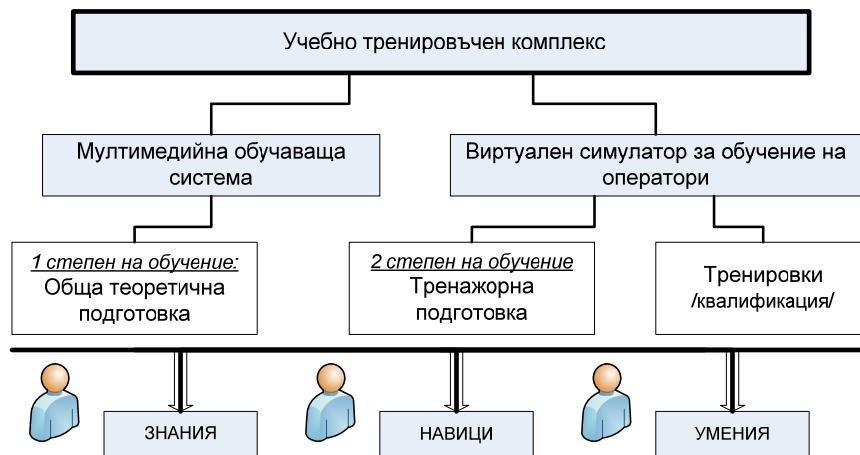 Учебно тренировъчен комплекс
Мултимедийна обучаваща
система
Виртуален симулатор за обучение на
оператори
1 степен на обучение:
Обща теоретична
подготовка
2 степен на обучение
Тренажорна
подготовка
Тренировки
/квалификация/
ЗНАНИЯ
НАВИЦИ
УМЕНИЯ